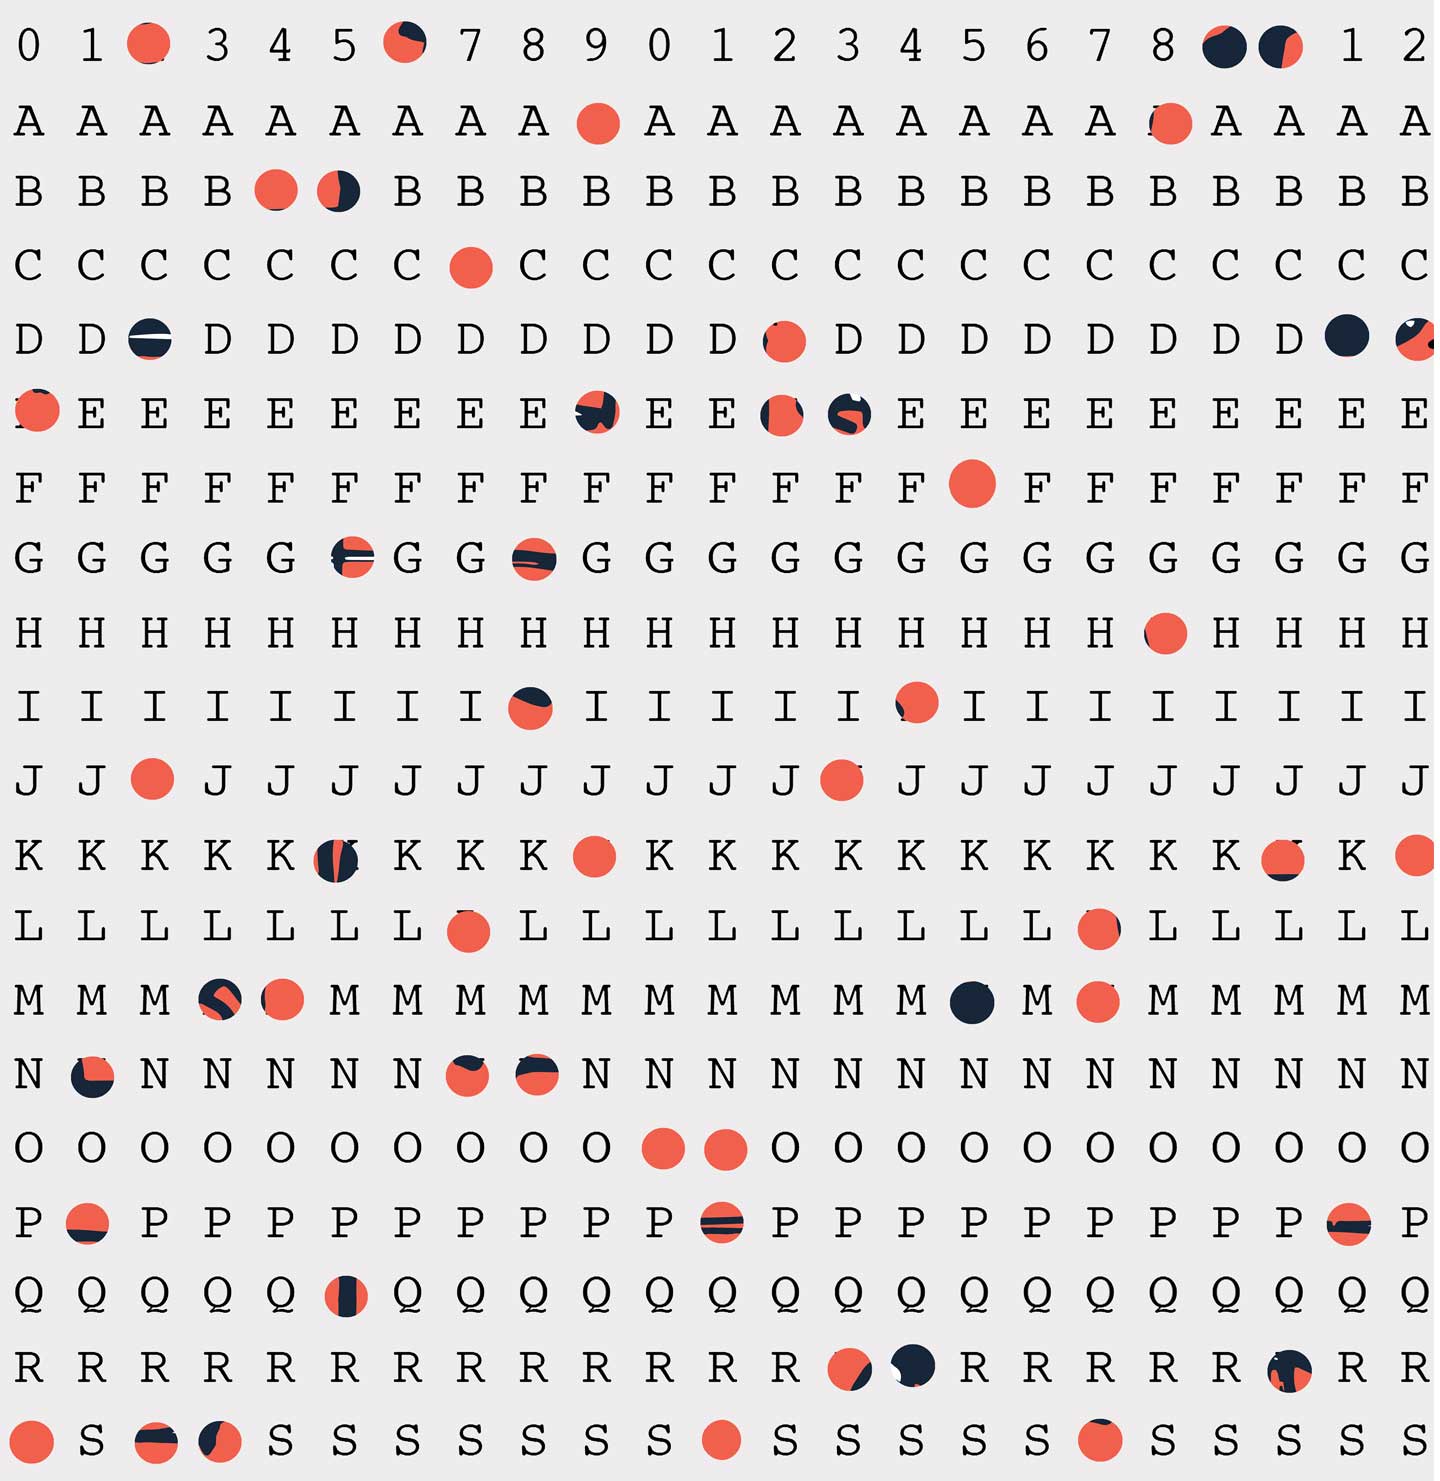 0 1 3 4 5 7 8 9 0 1 2 3 4 5 6 7 8 1 2
A A A A A A A A A A A A A A A A A A A A A
B B B B B B B B B B B B B B B B B B B B B
C C C C C C C C C C C C C C C C C C C C C C
D D D D D D D D D D D D D D D D D D D
E E E E E E E E E E E E E E E E E E E
F F F F F F F F F F F F F F F F F F F F F F
G G G G G G G G G G G G G G G G G G G G G
H H H H H H H H H H H H H H H H H H H H H H
I I I I I I I I I I I I I I I I I I I I I
J J J J J J J J J J J J J J J J J J J J J
K K K K K K K K K K K K K K K K K K K
L L L L L L L L L L L L L L L L L L L L L
M M M M M M M M M M M M M M M M M M M
N N N N N N N N N N N N N N N N N N N N
O O O O O O O O O O O O O O O O O O O O O
P P P P P P P P P P P P P P P P P P P P
Q Q Q Q Q Q Q Q Q Q Q Q Q Q Q Q Q Q Q Q Q Q
R R R R R R R R R R R R R R R R R R R R
S S S S S S S S S S S S S S S S S S